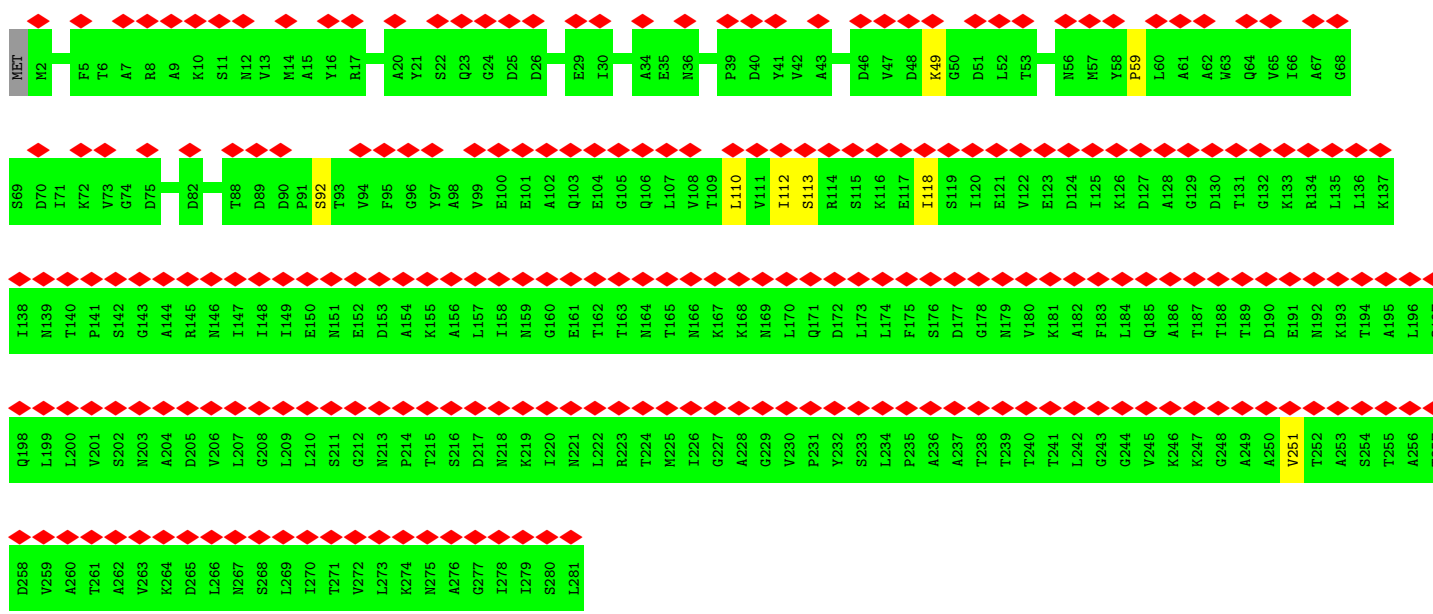 MET M2 F5 T6 A7 R8 A9 K10 S11 N12 V13 M14 A15 Y16 R17 A20 Y21 S22 Q23 G24 D25 D26 E29 I30 A34 E35 N36 P39 D40 Y41 V42 A43 D46 V47 D48 K49 G50 D51 L52 T53 N56 M57 Y58 P59 L60 A61 A62 W63 Q64 V65 I66 A67 G68
S69 D70 I71 K72 V73 G74 D75 D82 T88 D89 D90 P91 S92 T93 V94 F95 G96 Y97 A98 V99 E100 E101 A102 Q103 E104 G105 Q106 L107 V108 T109 L110 V111 I112 S113 R114 S115 K116 E117 I118 S119 I120 E121 V122 E123 D124 I125 K126 D127 A128 G129 D130 T131 G132 K133 R134 L135 L136 K137
I138 N139 T140 P141 S142 G143 A144 R145 N146 I147 I148 I149 E150 N151 E152 D153 A154 K155 A156 L157 I158 N159 G160 E161 T162 T163 N164 T165 N166 K167 K168 N169 L170 Q171 D172 L173 L174 F175 S176 D177 G178 N179 V180 K181 A182 F183 L184 Q185 A186 T187 T188 T189 D190 E191 N192 K193 T194 A195 L196
Q198 L199 L200 V201 S202 N203 A204 D205 V206 L207 G208 L209 L210 S211 G212 N213 P214 T215 S216 D217 N218 K219 I220 N221 L222 R223 T224 M225 I226 G227 A228 G229 V230 P231 Y232 S233 L234 P235 A236 A237 T238 T239 T240 T241 L242 G243 G244 V245 K246 K247 G248 A249 A250 V251 T252 A253 S254 T255 A256
D258 V259 A260 T261 A262 V263 K264 D265 L266 N267 S268 L269 I270 T271 V272 L273 K274 N275 A276 G277 I278 I279 S280 L281